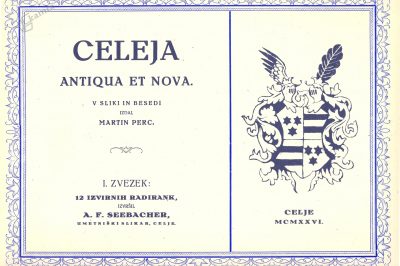 CELEJA
ANTIQUA ET NOVA.
V SLIKI IN BESEDI
IZDAL
MARTIN PERC.
I. ZVEZEK:
12 IZVIRNIH RADIRANK,
IZVRŠIL
A. F. SEEBACHER,
UMETNIŠKI SLIKAR, CELJE.
CELJE
MCMXXVI.